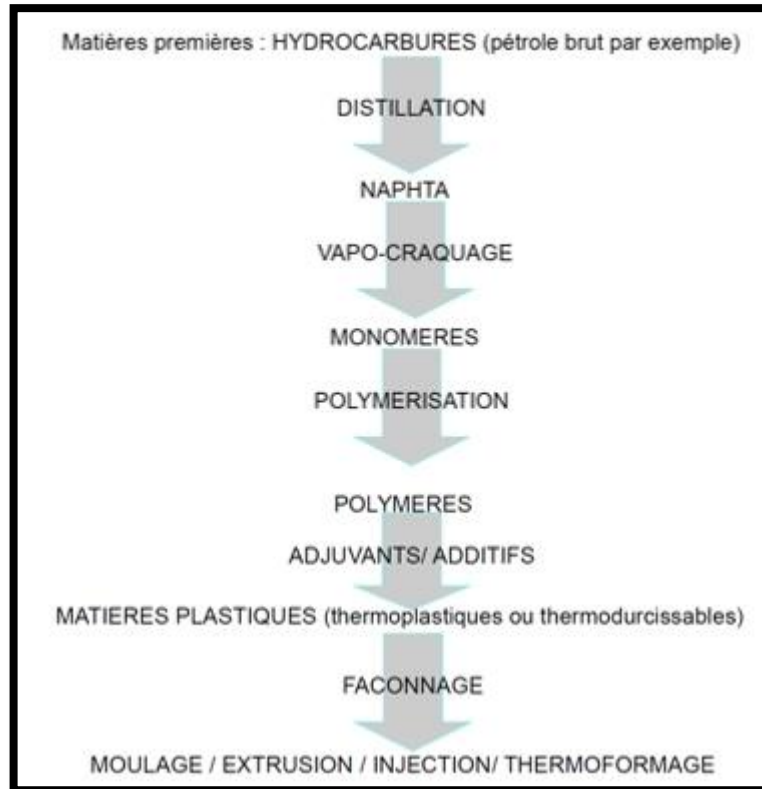 Matières premières : HYDROCARBURES (pétrole brut par exemple)
DISTILLATION
NAPHTA
VAPO-CRAQUAGE
MONOMERES
POLYMERISATION
POLYMERES
ADJUVANTS/ ADDITIFS
MATIERES PLASTIQUES (thermoplastiques ou thermodurcissables)
FACONNAGE
MOULAGE / EXTRUSION / INJECTION/ THERMOFORMAGE